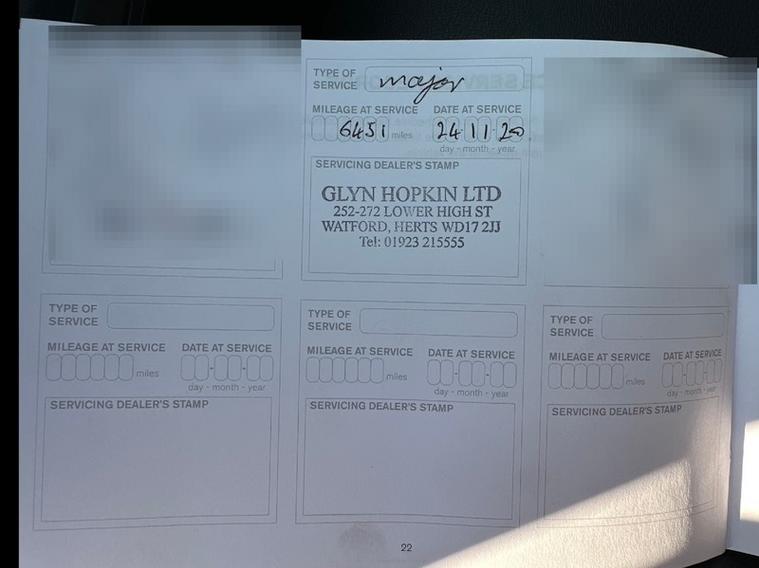 TYPE OF SERVICE major
MILEAGE AT SERVICE DATE AT SERVICE
6451 miles 24-11-20
day - month - year
SERVICING DEALER'S STAMP
GLYN HOPKIN LTD
252-272 LOWER HIGH ST
WATFORD, HERTS WD17 2JJ
Tel: 01923 215555
TYPE OF SERVICE
MILEAGE AT SERVICE DATE AT SERVICE
miles
day - month - year
SERVICING DEALER'S STAMP
TYPE OF SERVICE
MILEAGE AT SERVICE DATE AT SERVICE
miles
day - month - year
SERVICING DEALER'S STAMP
TYPE OF SERVICE
MILEAGE AT SERVICE DATE AT SERVICE
miles
day - month - year
SERVICING DEALER'S STAMP
22